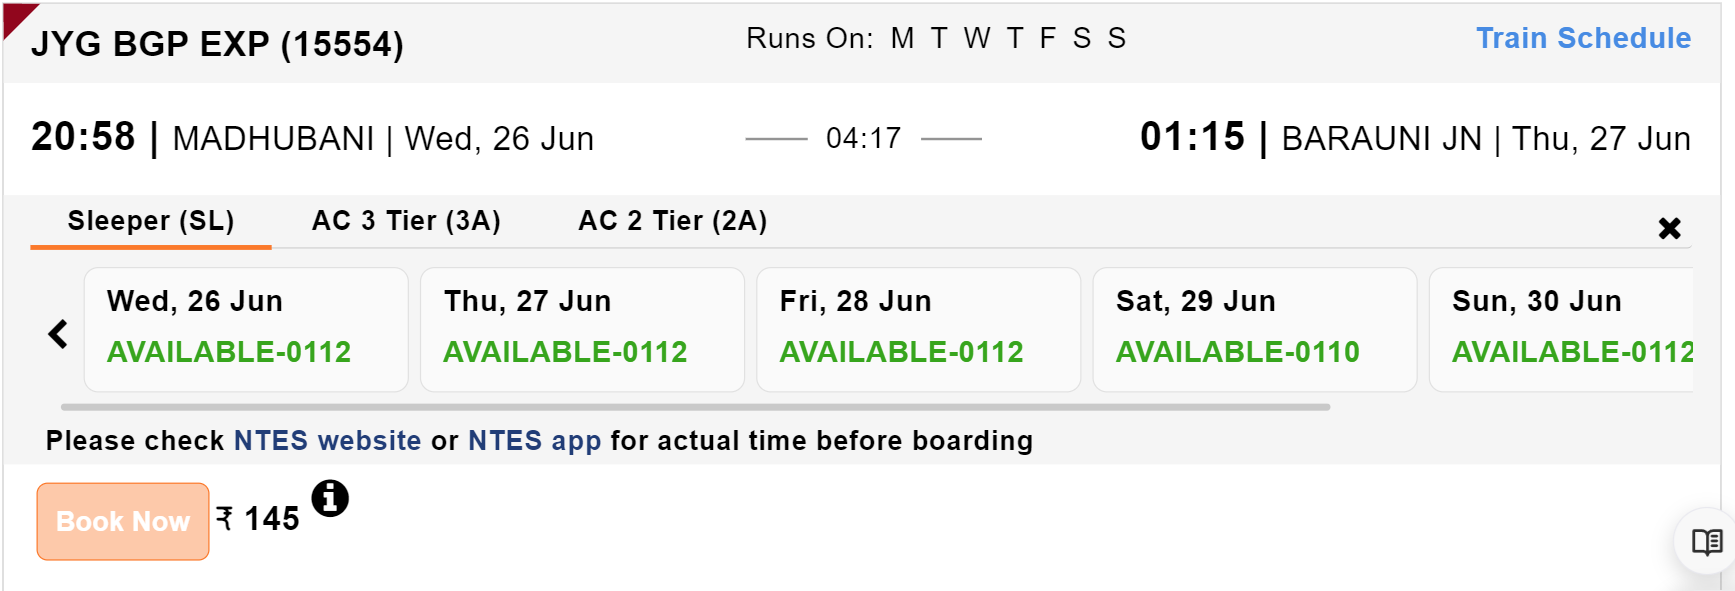 JYG BGP EXP (15554) Runs On: M T W T F S S Train Schedule
20:58 | MADHUBANI | Wed, 26 Jun 04:17 01:15 | BARAUNI JN | Thu, 27 Jun
Sleeper (SL) AC 3 Tier (3A) AC 2 Tier (2A)
Wed, 26 Jun Thu, 27 Jun Fri, 28 Jun Sat, 29 Jun Sun, 30 Jun
AVAILABLE-0112 AVAILABLE-0112 AVAILABLE-0112 AVAILABLE-0110 AVAILABLE-0112
Please check NTES website or NTES app for actual time before boarding
Book Now ₹ 145